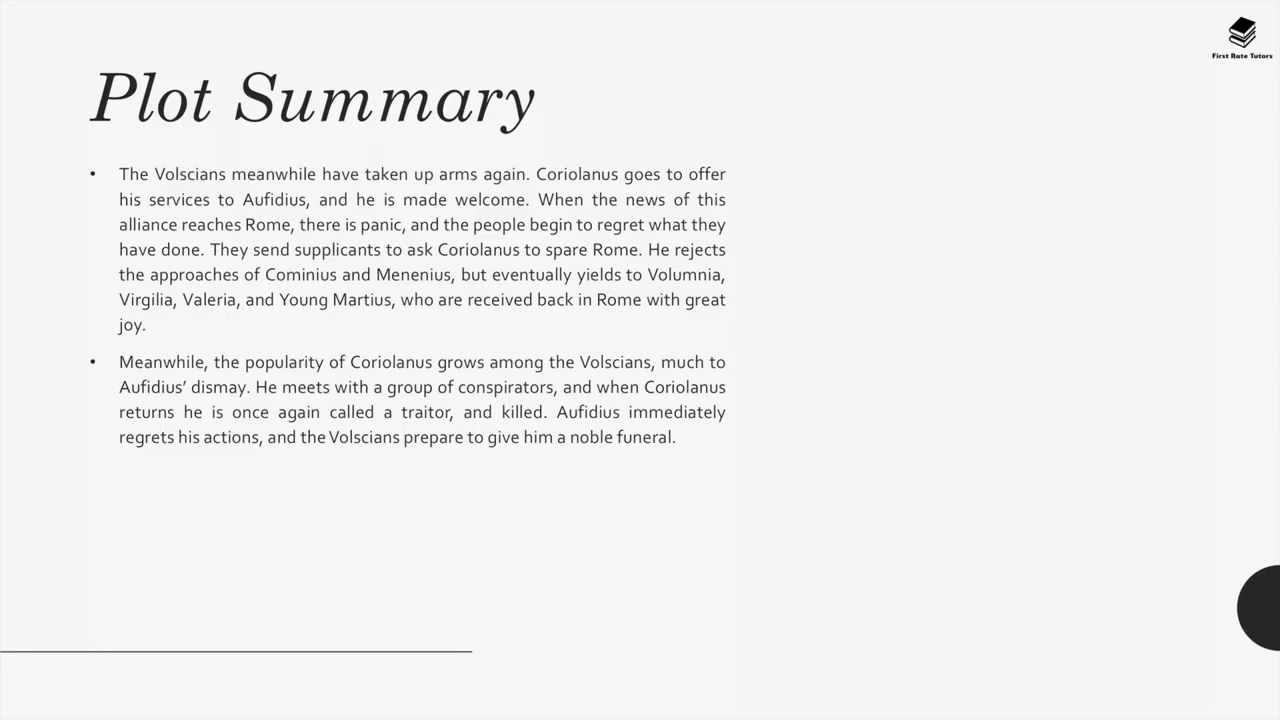 First Rate Tutors
Plot Summary
• The Volscians meanwhile have taken up arms again. Coriolanus goes to offer
his services to Aufidius, and he is made welcome. When the news of this
alliance reaches Rome, there is panic, and the people begin to regret what they
have done. They send supplicants to ask Coriolanus to spare Rome. He rejects
the approaches of Cominius and Menenius, but eventually yields to Volumnia,
Virgilia, Valeria, and Young Martius, who are received back in Rome with great
joy.
• Meanwhile, the popularity of Coriolanus grows among the Volscians, much to
Aufidius’ dismay. He meets with a group of conspirators, and when Coriolanus
returns he is once again called a traitor, and killed. Aufidius immediately
regrets his actions, and the Volscians prepare to give him a noble funeral.